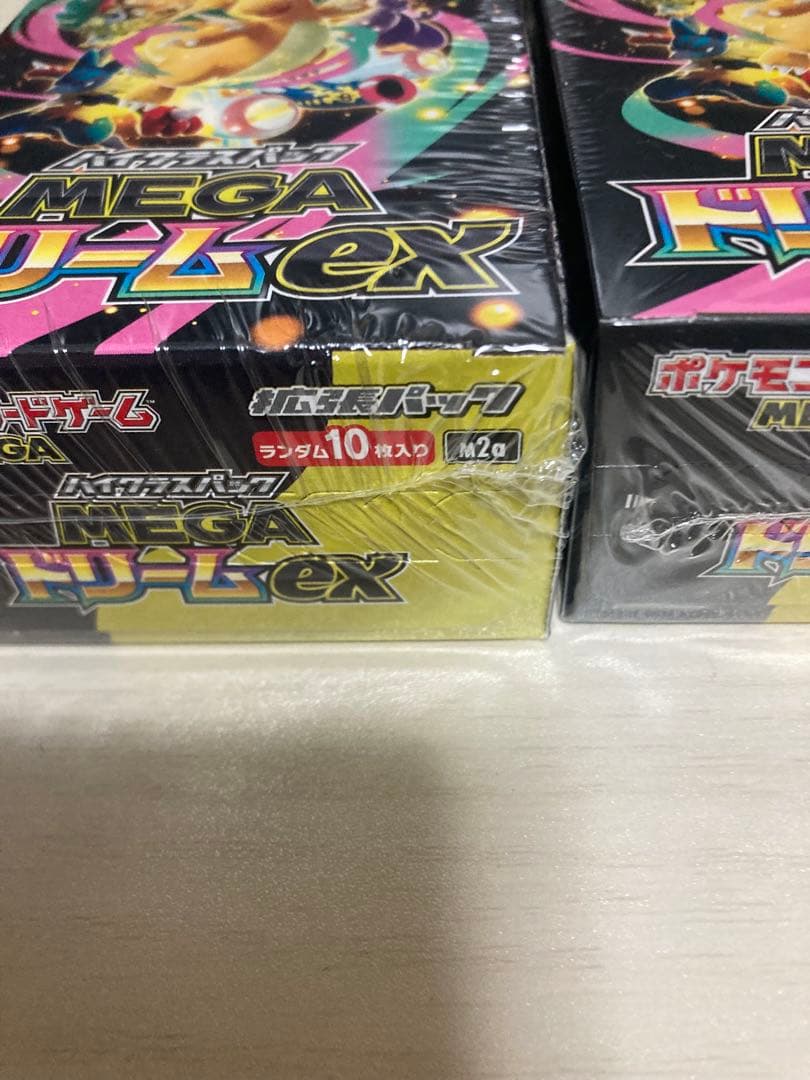 ハイクラスパック
MEGA
リームex
ードゲーム
GA
拡張パック
ランダム10枚入り
M2a
ハイクラスパック
MEGA
ドリームex
ハ
M
ドリ
ポケモン
ME
ド